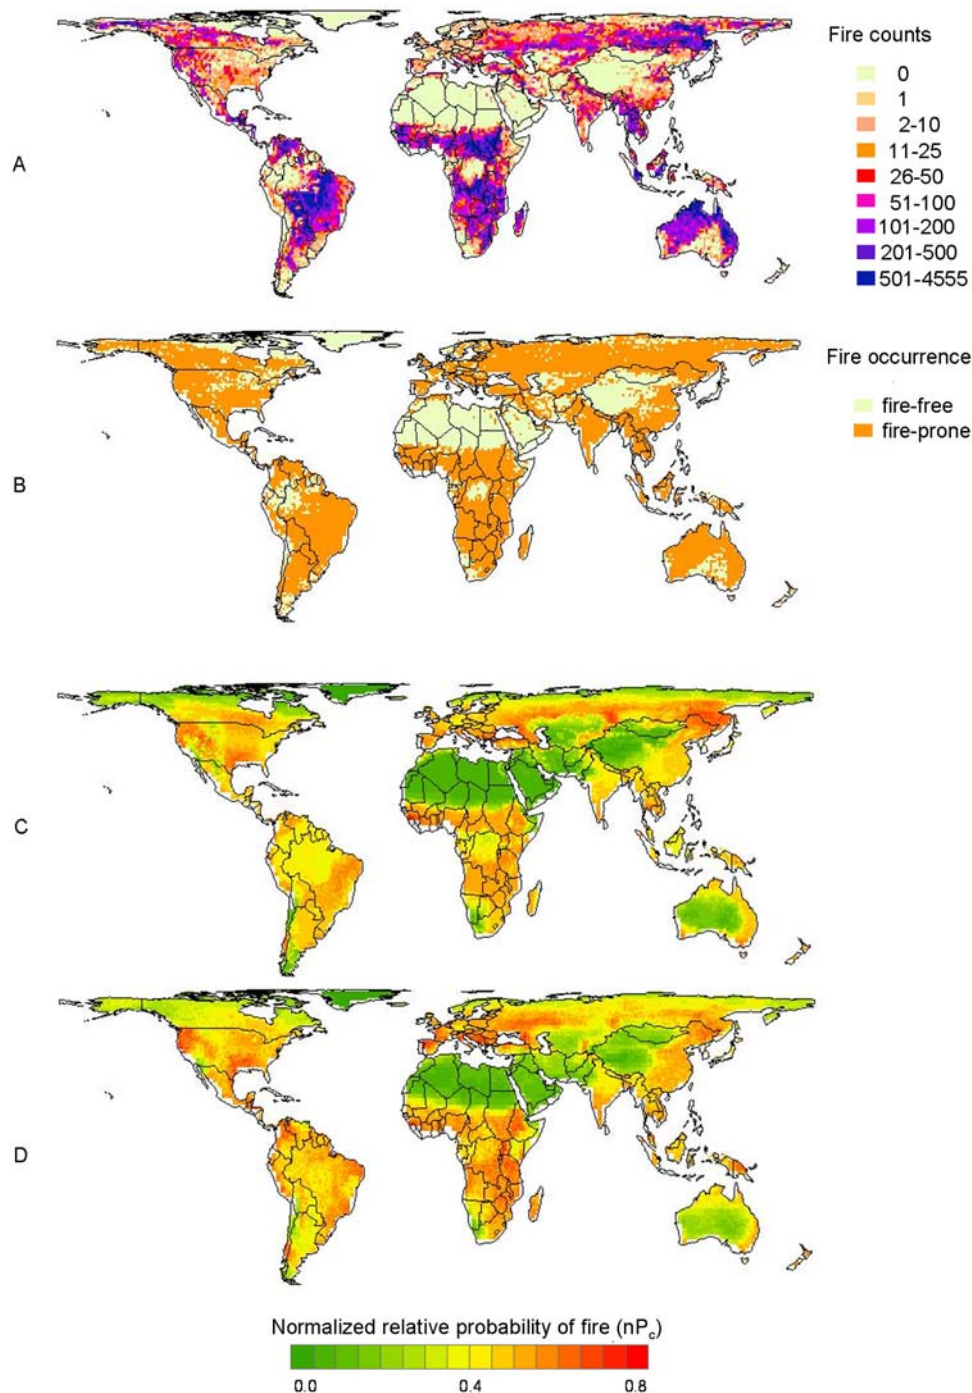 Fire counts
0
1
2-10
11-25
26-50
51-100
101-200
201-500
501-4555
A
Fire occurrence
fire-free
fire-prone
B
C
D
Normalized relative probability of fire (nPc)
0.0 0.4 0.8